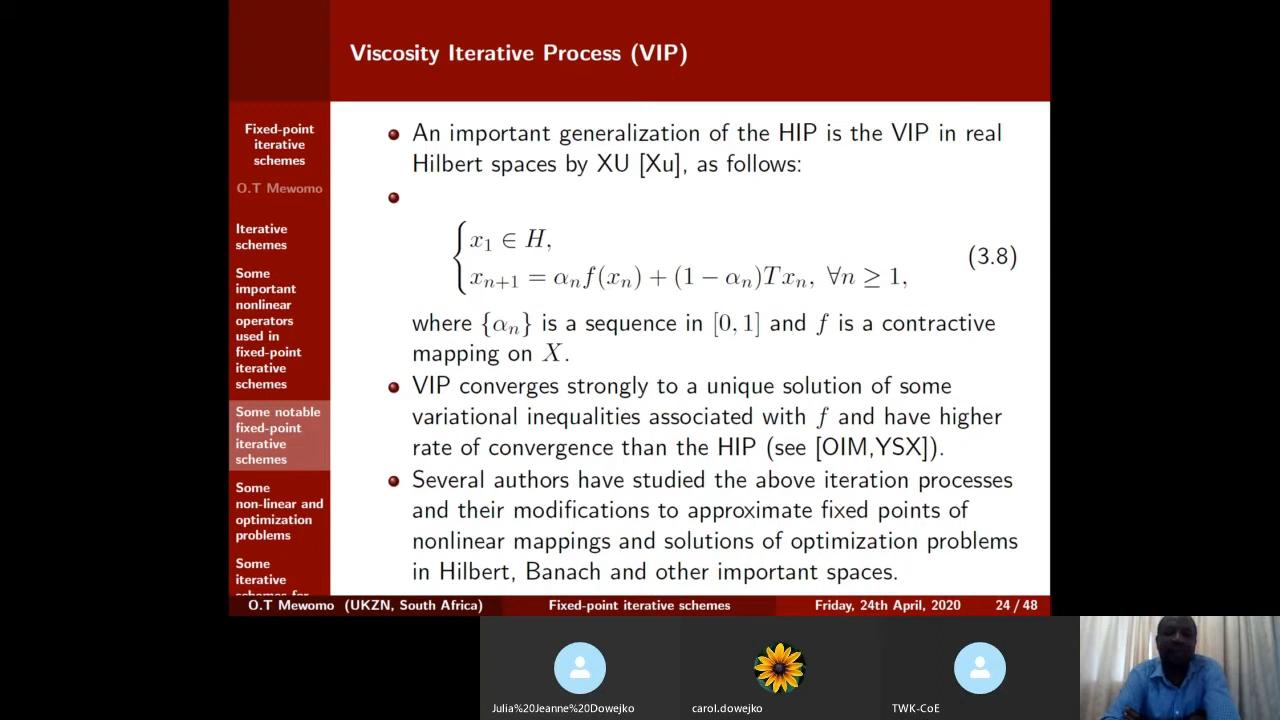 Viscosity Iterative Process (VIP)
Fixed-point
iterative
schemes
O.T Mewomo
Iterative
schemes
Some
important
nonlinear
operators
used in
fixed-point
iterative
schemes
Some notable
fixed-point
iterative
schemes
Some
non-linear and
optimization
problems
Some
iterative
schemes for
An important generalization of the HIP is the VIP in real
Hilbert spaces by XU [Xu], as follows:
x₁ ∈ H,
xₙ₊₁ = αₙf(xₙ) + (1 − αₙ)Txₙ, ∀n ≥ 1,
(3.8)
where {αₙ} is a sequence in [0, 1] and f is a contractive
mapping on X.
VIP converges strongly to a unique solution of some
variational inequalities associated with f and have higher
rate of convergence than the HIP (see [OIM,YSX]).
Several authors have studied the above iteration processes
and their modifications to approximate fixed points of
nonlinear mappings and solutions of optimization problems
in Hilbert, Banach and other important spaces.
O.T Mewomo (UKZN, South Africa) Fixed-point iterative schemes Friday, 24th April, 2020 24 / 48
Julia%20Jeanne%20Dowejko carol.dowejko TWK-CoE